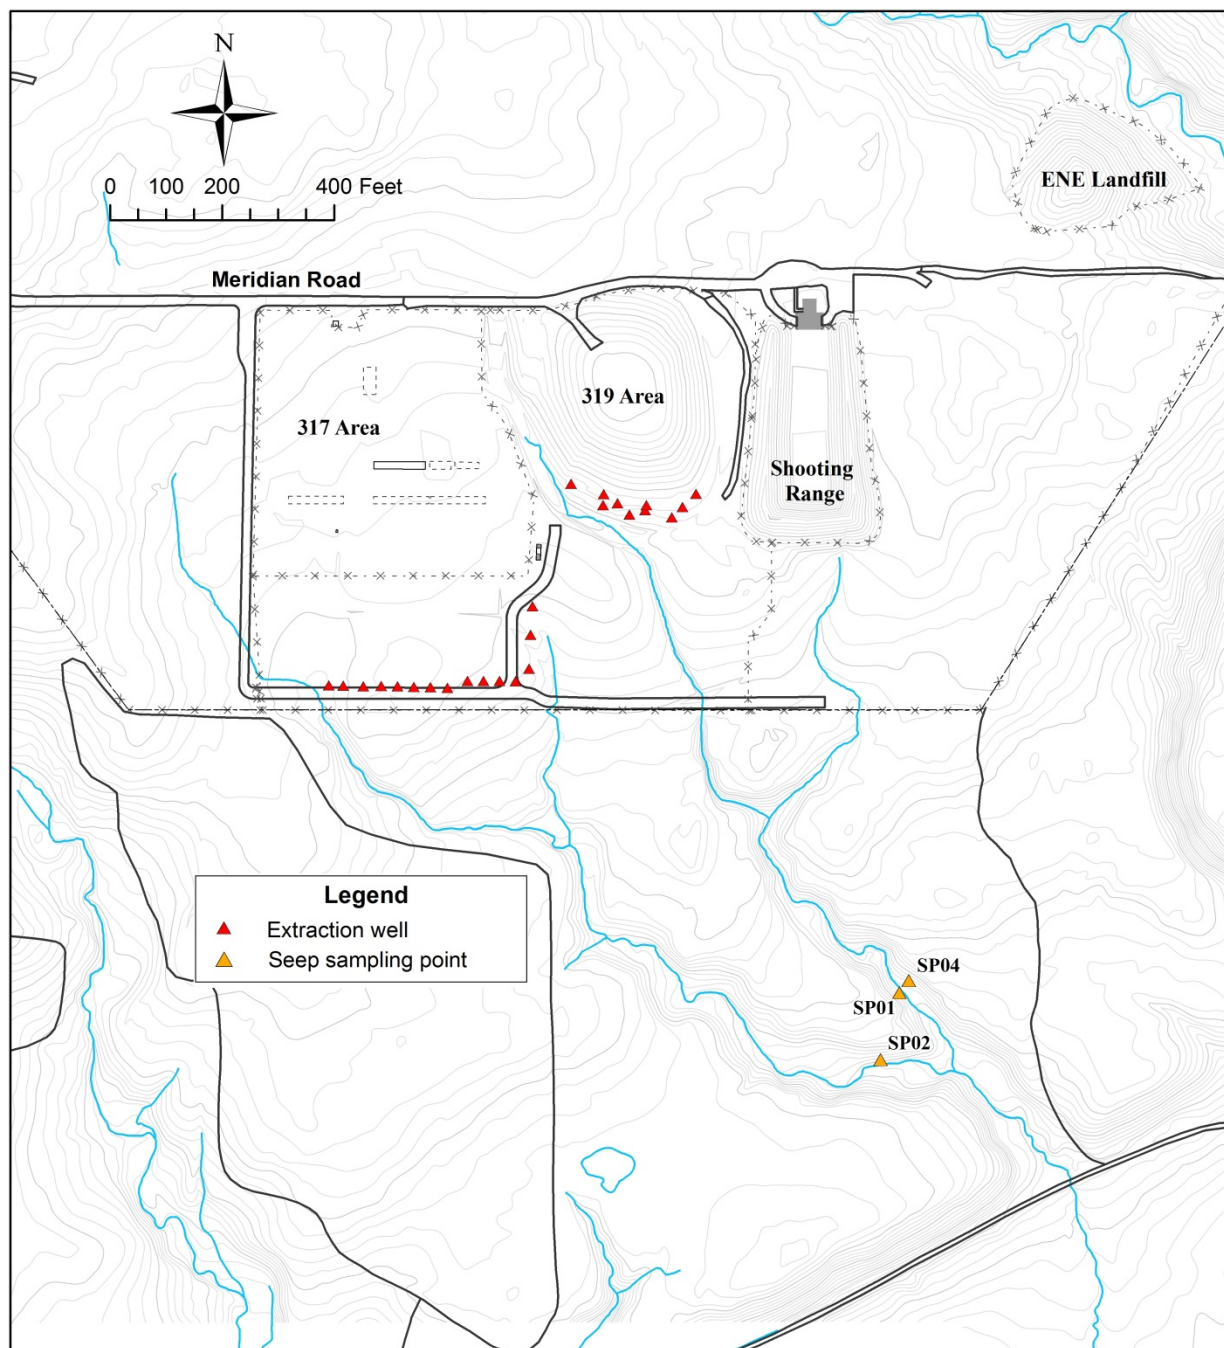 N
0 100 200 400 Feet
ENE Landfill
Meridian Road
319 Area
317 Area
Shooting
Range
Legend
Extraction well
Seep sampling point
SP04
SP01
SP02